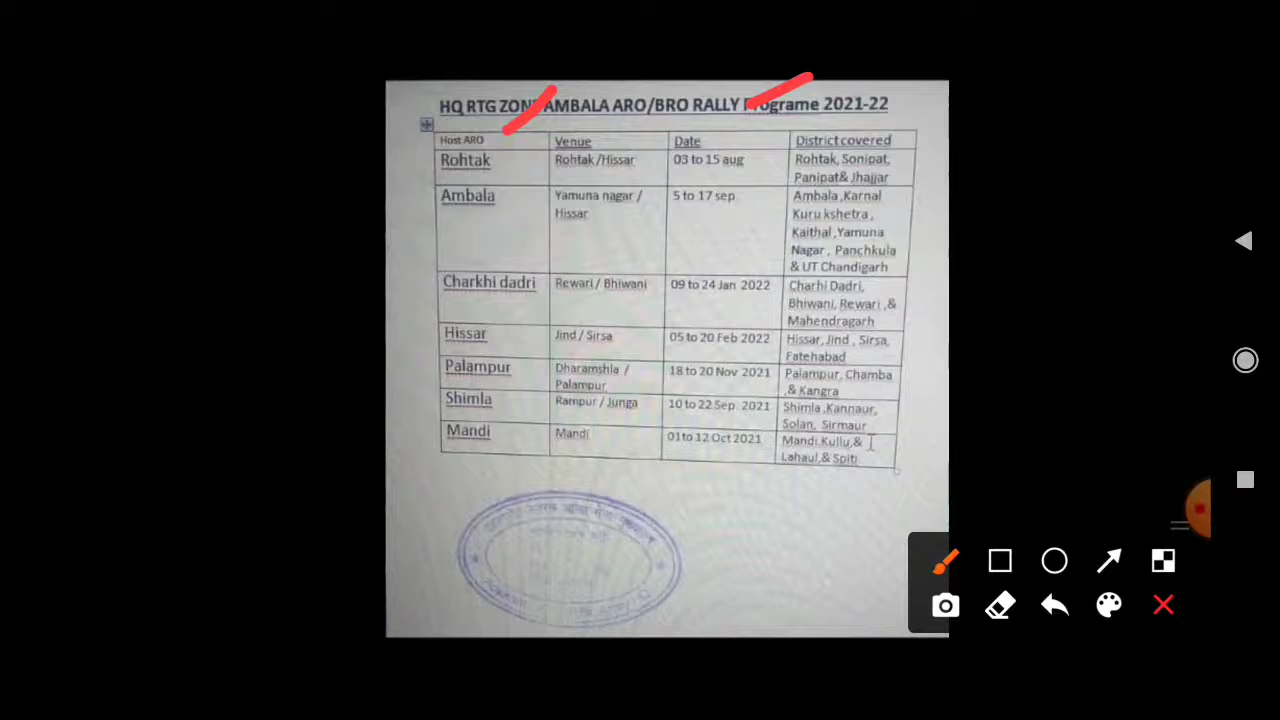 HQ RTG ZONE AMBALA ARO/BRO RALLY Programe 2021-22
Host ARO Venue Date District covered
Rohtak Rohtak /Hissar 03 to 15 aug Rohtak, Sonipat,
Panipat& Jhajjar
Ambala Yamuna nagar / 5 to 17 sep Ambala ,Karnal
Hissar Kuru kshetra ,
Kaithal ,Yamuna
Nagar , Panchkula
& UT Chandigarh
Charkhi dadri Rewari / Bhiwani 09 to 24 Jan 2022 Charhi Dadri,
Bhiwani, Rewari ,&
Mahendragarh
Hissar Jind / Sirsa 05 to 20 Feb 2022 Hissar, Jind , Sirsa,
Fatehabad
Palampur Dharamshla / 18 to 20 Nov 2021 Palampur, Chamba
Palampur ,& Kangra
Shimla Rampur / Junga 10 to 22 Sep. 2021 Shimla ,Kannaur,
Solan, Sirmaur
Mandi Mandi 01to 12 Oct 2021 Mandi,Kullu,&
Lahaul,& Spiti